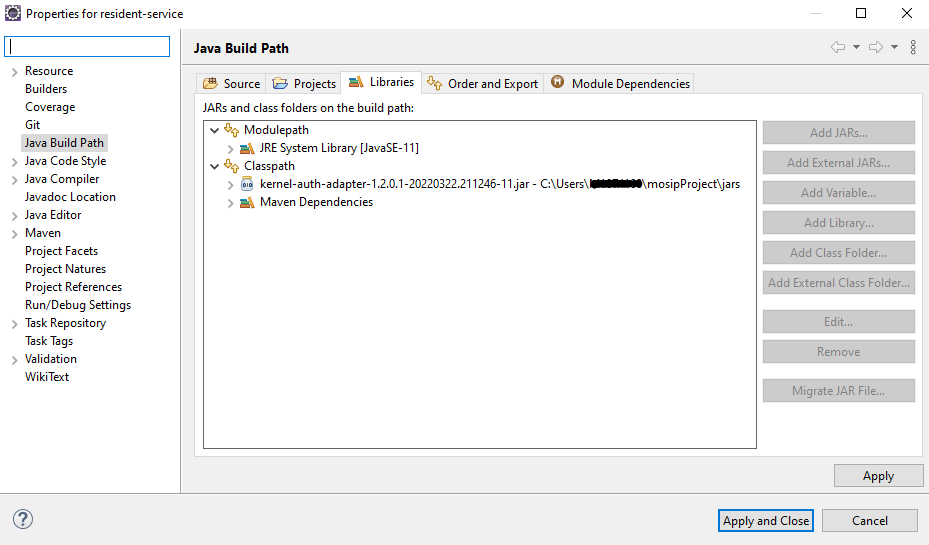 Properties for resident-service
Resource
Builders
Coverage
Git
Java Build Path
Java Code Style
Java Compiler
Javadoc Location
Java Editor
Maven
Project Facets
Project Natures
Project References
Run/Debug Settings
Task Repository
Task Tags
Validation
WikiText
Java Build Path
Source Projects Libraries Order and Export Module Dependencies
JARs and class folders on the build path:
Modulepath
JRE System Library [JavaSE-11]
Classpath
kernel-auth-adapter-1.2.0.1-20220322.211246-11.jar - C:\Users\ \mosipProject\jars
Maven Dependencies
Add JARs...
Add External JARs...
Add Variable...
Add Library...
Add Class Folder...
Add External Class Folder...
Edit...
Remove
Migrate JAR File...
Apply
? Apply and Close Cancel